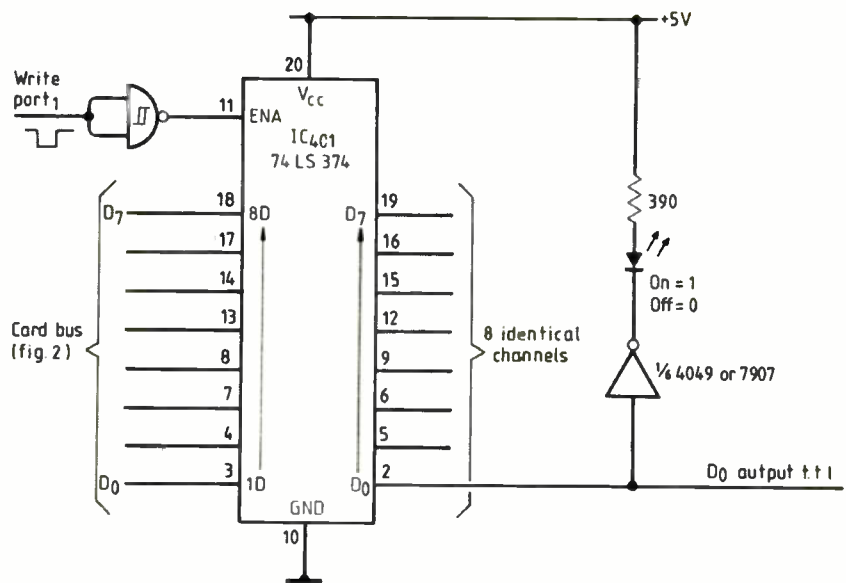 +5V
20
Write
port1
11
ENA
Vcc
IC401
74 LS 374
D7
18
8D
D7
19
17
16
14
15
13
12
8
9
7
6
4
5
D0
3
1D
D0
2
GND
10
Card bus
(fig. 2)
8 identical
channels
390
On = 1
Off = 0
1/6 4049 or 7907
D0 output t.t.l